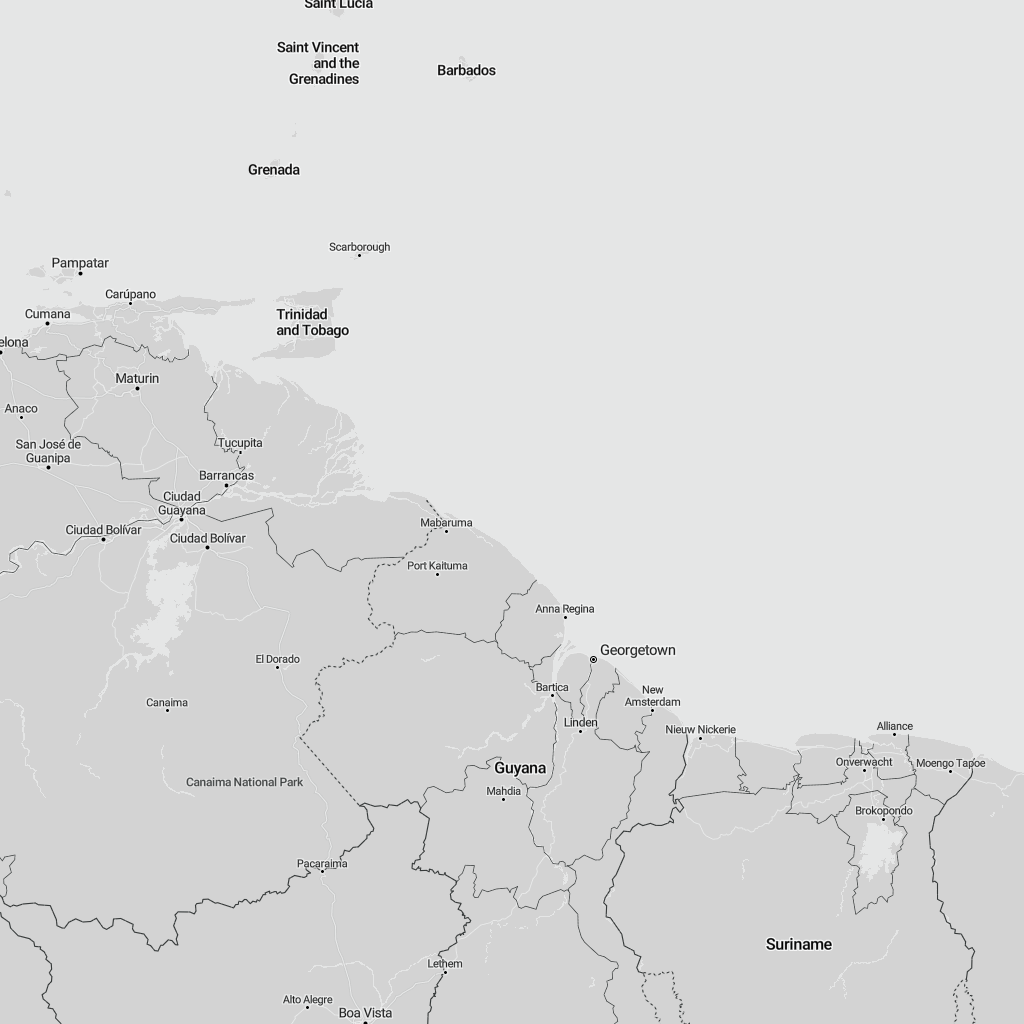 Saint Lucia
Saint Vincent
and the
Grenadines
Barbados
Grenada
Scarborough
Pampatar
Carúpano
Cumana
Trinidad
and Tobago
elona
Maturin
Anaco
San José de
Guanipa
Tucupita
Barrancas
Ciudad
Guayana
Ciudad Bolívar
Ciudad Bolívar
Mabaruma
Port Kaituma
Anna Regina
Georgetown
El Dorado
Bartica
New
Amsterdam
Canaima
Linden
Nieuw Nickerie
Alliance
Guyana
Onverwacht
Moengo Tapoe
Canaima National Park
Mahdia
Brokopondo
Pacaraima
Suriname
Lethem
Alto Alegre
Boa Vista